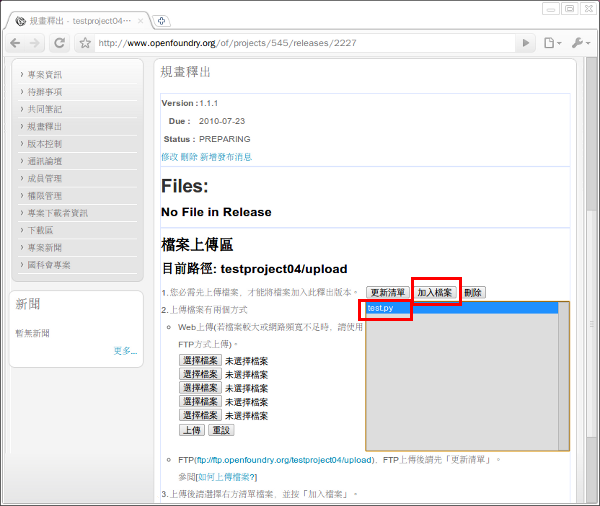 規畫釋出 - testproject04…
http://www.openfoundry.org/of/projects/545/releases/2227
專案資訊
待辦事項
共同筆記
規畫釋出
版本控制
通訊論壇
成員管理
權限管理
專案下載者資訊
下載區
專案新聞
國科會專案
新聞
暫無新聞
更多...
規畫釋出
Version : 1.1.1
Due : 2010-07-23
Status : PREPARING
修改 刪除 新增發布消息
Files:
No File in Release
檔案上傳區
目前路徑: testproject04/upload
1. 您必需先上傳檔案、才能將檔案加入此釋出版本。
2. 上傳檔案有兩個方式
Web上傳(若檔案較大或網路頻寬不足時、請使用
FTP方式上傳)。
選擇檔案 未選擇檔案
選擇檔案 未選擇檔案
選擇檔案 未選擇檔案
選擇檔案 未選擇檔案
選擇檔案 未選擇檔案
上傳 重設
FTP(ftp://ftp.openfoundry.org/testproject04/upload)、FTP上傳後請先「更新清單」。
參閱[如何上傳檔案?]
3. 上傳後請選擇右方清單檔案、並按「加入檔案」。
更新清單 加入檔案 刪除
test.py